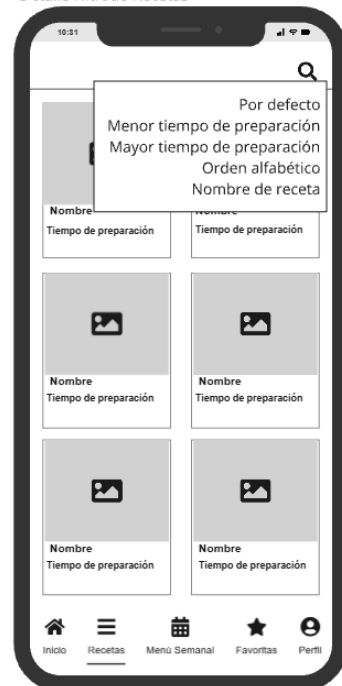 10:31
Por defecto
Menor tiempo de preparación
Mayor tiempo de preparación
Orden alfabético
Nombre de receta
Nombre
Tiempo de preparación
Nombre
Tiempo de preparación
Nombre
Tiempo de preparación
Nombre
Tiempo de preparación
Nombre
Tiempo de preparación
Nombre
Tiempo de preparación
Inicio
Recetas
Menú Semanal
Favoritas
Perfil